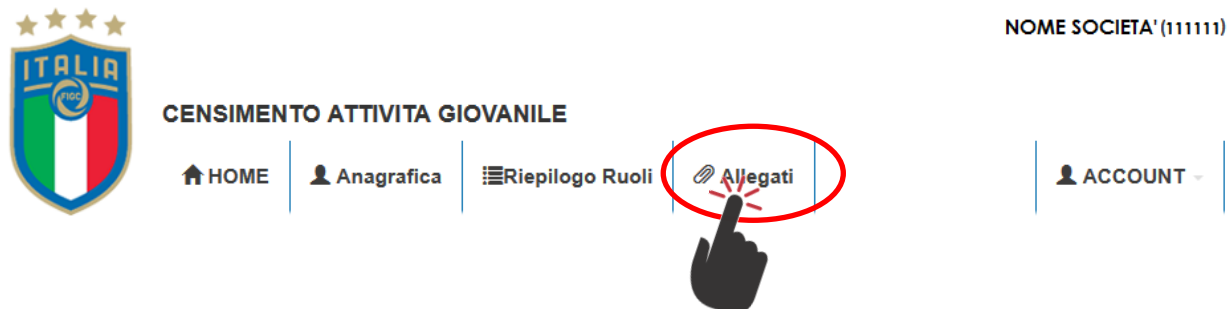 NOME SOCIETA' (111111)
ITALIA
FIGC
CENSIMENTO ATTIVITA GIOVANILE
HOME Anagrafica Riepilogo Ruoli Allegati ACCOUNT